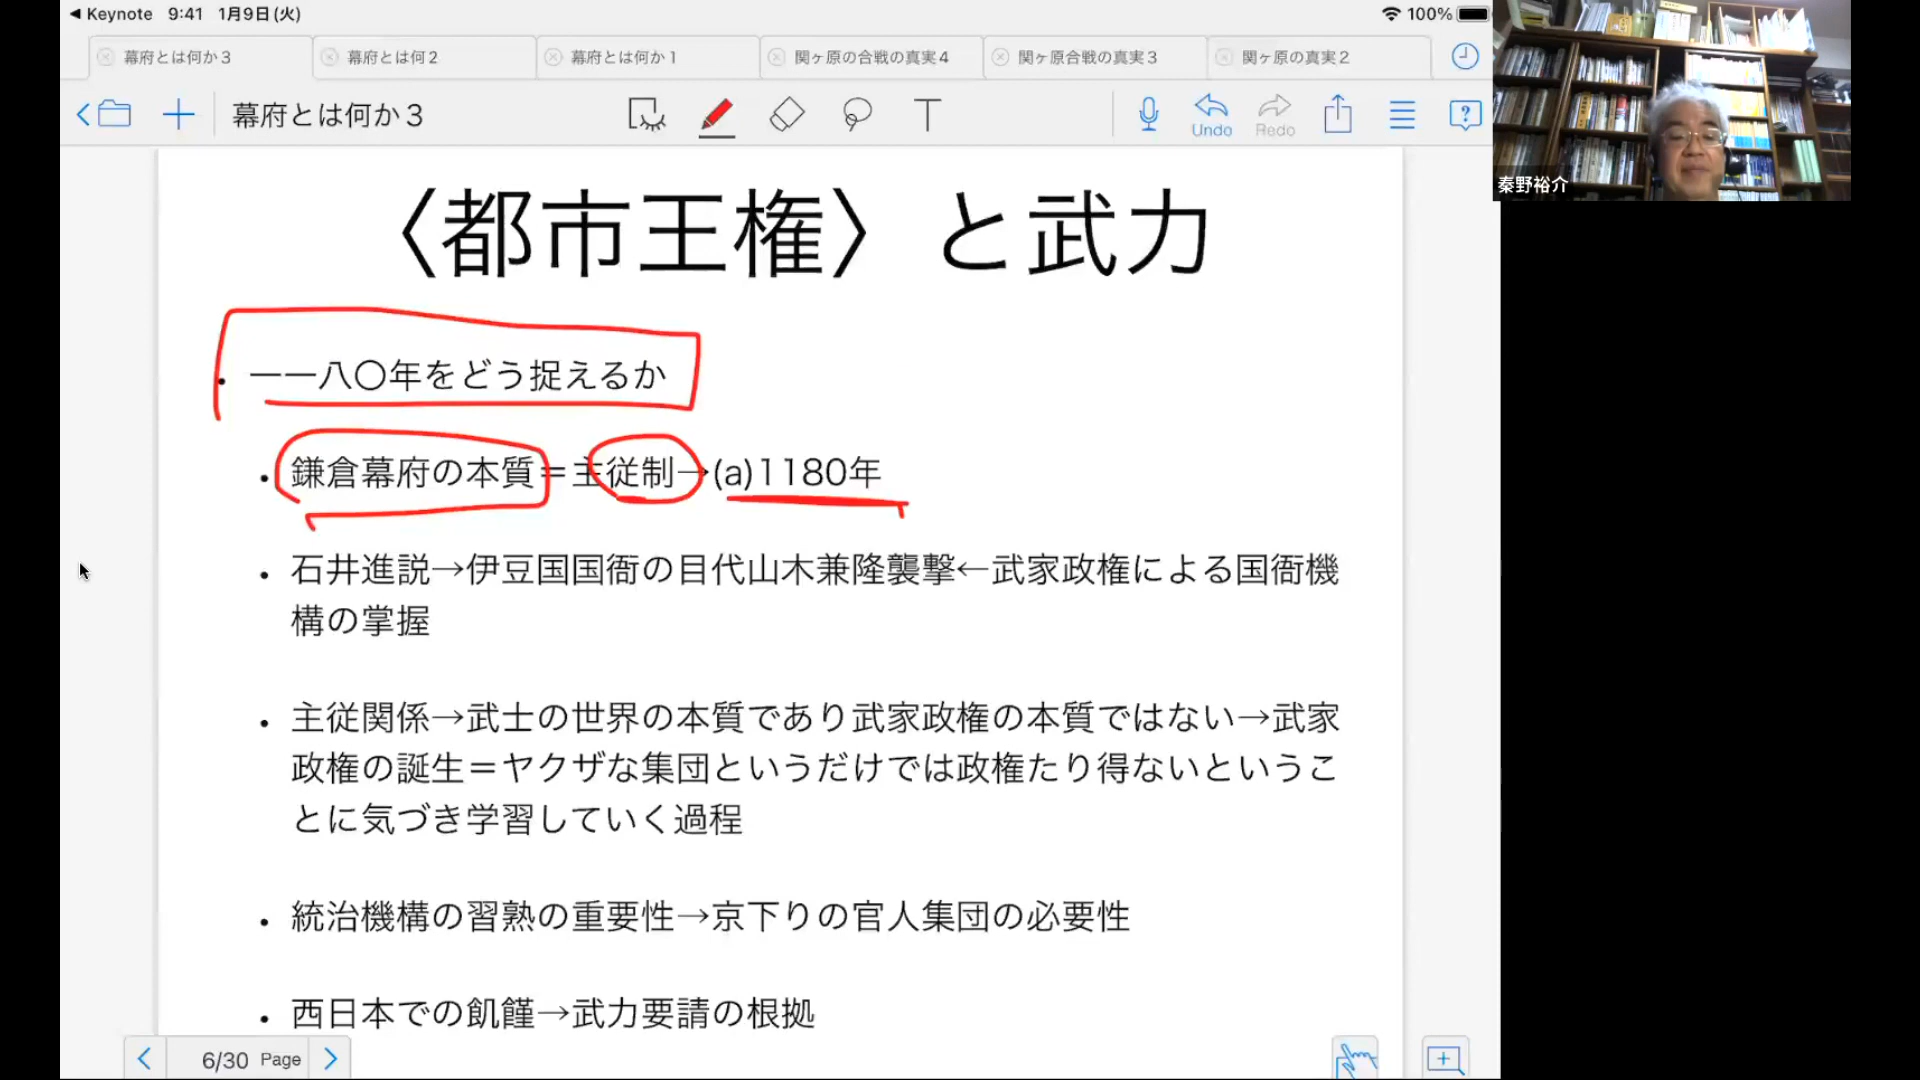 Keynote 9:41 1月9日(火) 100%
幕府とは何か3 幕府とは何2 幕府とは何か1 関ヶ原の合戦の真実4 関ヶ原合戦の真実3 関ヶ原の真実2
幕府とは何か3 T Undo Redo
秦野裕介
〈都市王権〉と武力
・一一八〇年をどう捉えるか
・鎌倉幕府の本質＝主従制→(a)1180年
・石井進説→伊豆国国衙の目代山木兼隆襲撃←武家政権による国衙機
構の掌握
・主従関係→武士の世界の本質であり武家政権の本質ではない→武家
政権の誕生＝ヤクザな集団というだけでは政権たり得ないというこ
とに気づき学習していく過程
・統治機構の習熟の重要性→京下りの官人集団の必要性
・西日本での飢饉→武力要請の根拠
6/30 Page